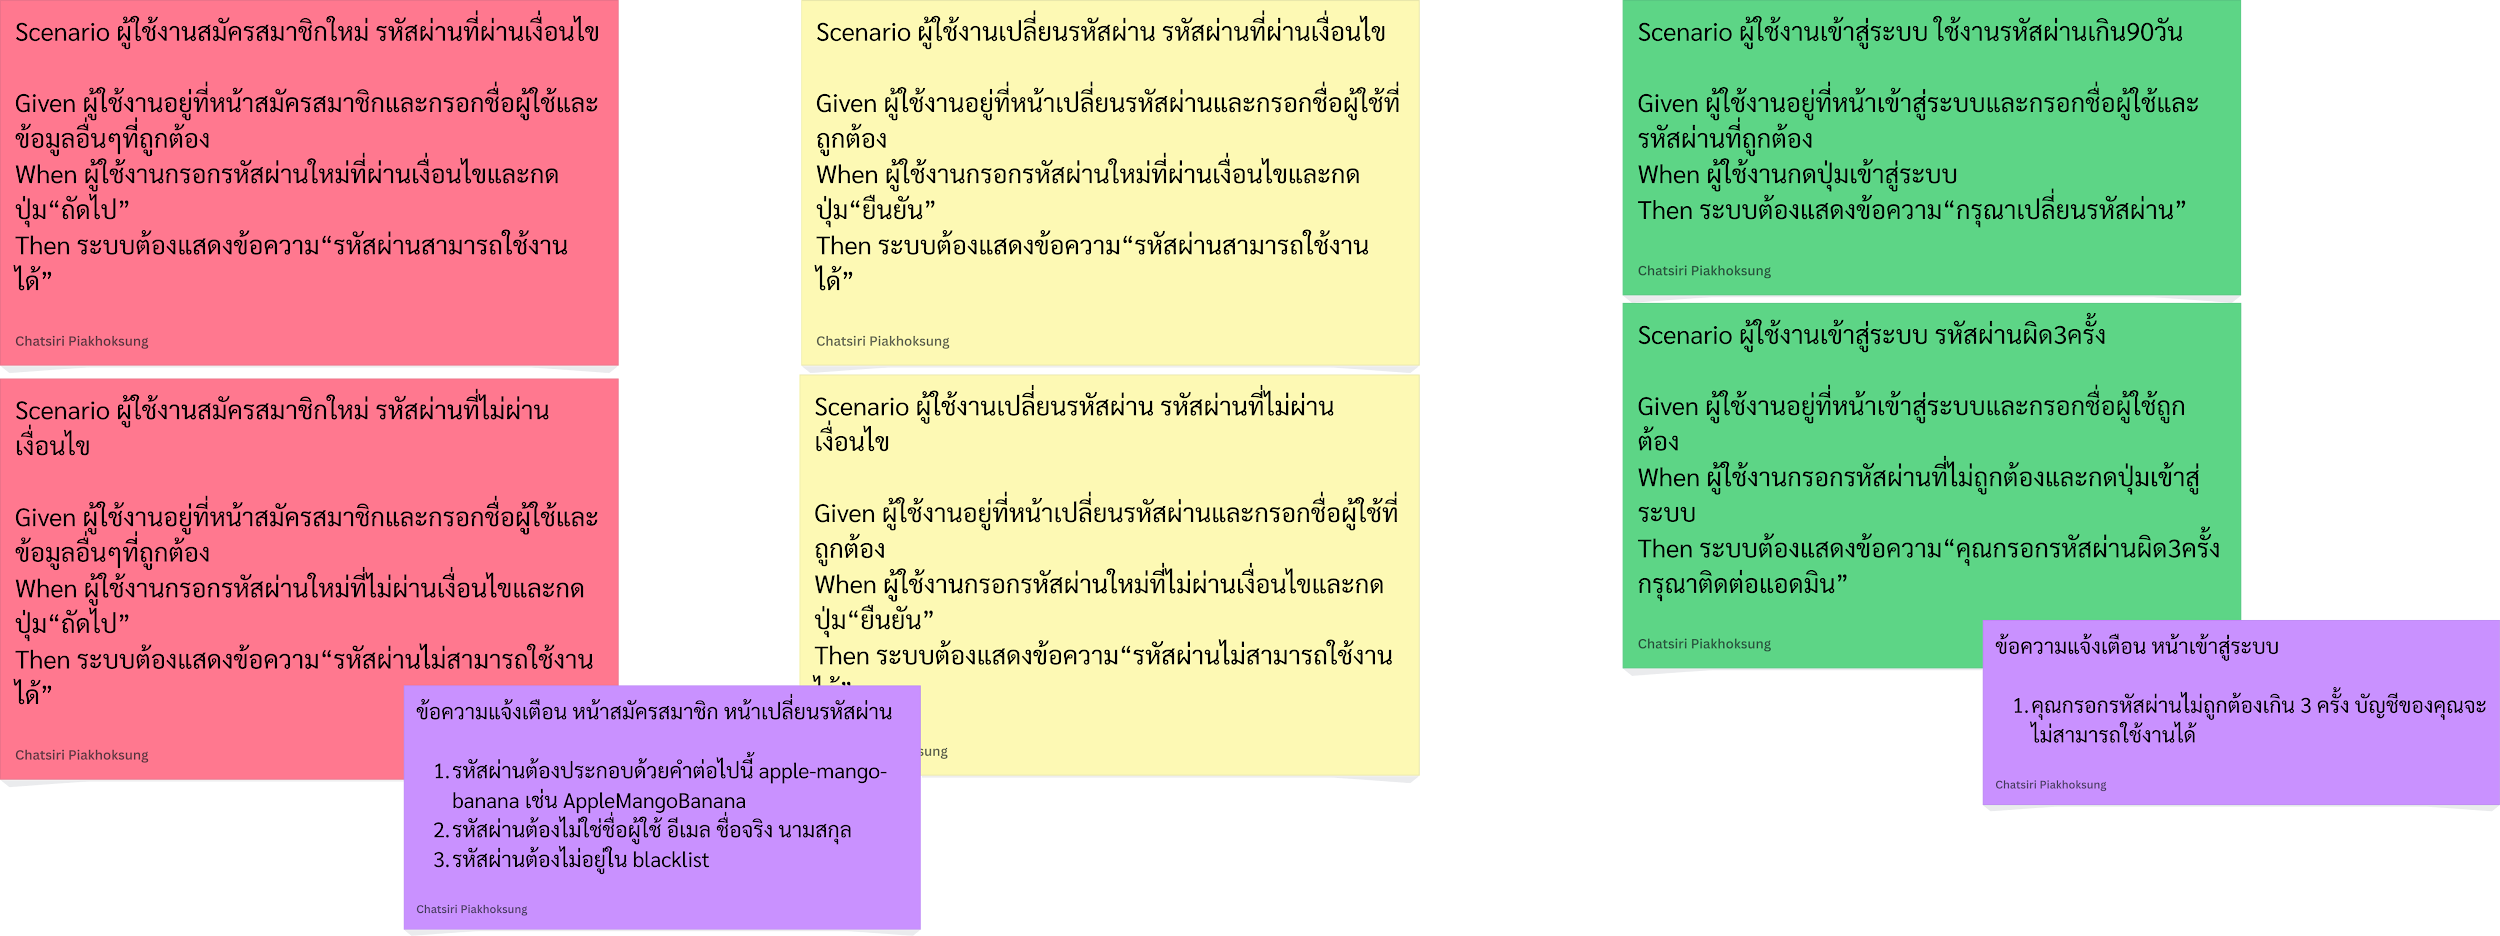 Scenario ผู้ใช้งานสมัครสมาชิกใหม่ รหัสผ่านที่ผ่านเงื่อนไข
Given ผู้ใช้งานอยู่ที่หน้าสมัครสมาชิกและกรอกชื่อผู้ใช้และ
ข้อมูลอื่นๆที่ถูกต้อง
When ผู้ใช้งานกรอกรหัสผ่านใหม่ที่ผ่านเงื่อนไขและกด
ปุ่ม“ถัดไป”
Then ระบบต้องแสดงข้อความ“รหัสผ่านสามารถใช้งาน
ได้”
Chatsiri Piakhoksung
Scenario ผู้ใช้งานสมัครสมาชิกใหม่ รหัสผ่านที่ไม่ผ่าน
เงื่อนไข
Given ผู้ใช้งานอยู่ที่หน้าสมัครสมาชิกและกรอกชื่อผู้ใช้และ
ข้อมูลอื่นๆที่ถูกต้อง
When ผู้ใช้งานกรอกรหัสผ่านใหม่ที่ไม่ผ่านเงื่อนไขและกด
ปุ่ม“ถัดไป”
Then ระบบต้องแสดงข้อความ“รหัสผ่านไม่สามารถใช้งาน
ได้”
Chatsiri Piakhoksung
Scenario ผู้ใช้งานเปลี่ยนรหัสผ่าน รหัสผ่านที่ผ่านเงื่อนไข
Given ผู้ใช้งานอยู่ที่หน้าเปลี่ยนรหัสผ่านและกรอกชื่อผู้ใช้ที่
ถูกต้อง
When ผู้ใช้งานกรอกรหัสผ่านใหม่ที่ผ่านเงื่อนไขและกด
ปุ่ม“ยืนยัน”
Then ระบบต้องแสดงข้อความ“รหัสผ่านสามารถใช้งาน
ได้”
Chatsiri Piakhoksung
Scenario ผู้ใช้งานเปลี่ยนรหัสผ่าน รหัสผ่านที่ไม่ผ่าน
เงื่อนไข
Given ผู้ใช้งานอยู่ที่หน้าเปลี่ยนรหัสผ่านและกรอกชื่อผู้ใช้ที่
ถูกต้อง
When ผู้ใช้งานกรอกรหัสผ่านใหม่ที่ไม่ผ่านเงื่อนไขและกด
ปุ่ม“ยืนยัน”
Then ระบบต้องแสดงข้อความ“รหัสผ่านไม่สามารถใช้งาน
ข้อความแจ้งเตือน หน้าสมัครสมาชิก หน้าเปลี่ยนรหัสผ่าน
1. รหัสผ่านต้องประกอบด้วยคำต่อไปนี้ apple-mango-
banana เช่น AppleMangoBanana
2. รหัสผ่านต้องไม่ใช่ชื่อผู้ใช้ อีเมล ชื่อจริง นามสกุล
3. รหัสผ่านต้องไม่อยู่ใน blacklist
Chatsiri Piakhoksung
Scenario ผู้ใช้งานเข้าสู่ระบบ ใช้งานรหัสผ่านเกิน90วัน
Given ผู้ใช้งานอยู่ที่หน้าเข้าสู่ระบบและกรอกชื่อผู้ใช้และ
รหัสผ่านที่ถูกต้อง
When ผู้ใช้งานกดปุ่มเข้าสู่ระบบ
Then ระบบต้องแสดงข้อความ“กรุณาเปลี่ยนรหัสผ่าน”
Chatsiri Piakhoksung
Scenario ผู้ใช้งานเข้าสู่ระบบ รหัสผ่านผิด3ครั้ง
Given ผู้ใช้งานอยู่ที่หน้าเข้าสู่ระบบและกรอกชื่อผู้ใช้ถูก
ต้อง
When ผู้ใช้งานกรอกรหัสผ่านที่ไม่ถูกต้องและกดปุ่มเข้าสู่
ระบบ
Then ระบบต้องแสดงข้อความ“คุณกรอกรหัสผ่านผิด3ครั้ง
กรุณาติดต่อแอดมิน”
Chatsiri Piakhoksung
ข้อความแจ้งเตือน หน้าเข้าสู่ระบบ
1. คุณกรอกรหัสผ่านไม่ถูกต้องเกิน 3 ครั้ง บัญชีของคุณจะ
ไม่สามารถใช้งานได้
Chatsiri Piakhoksung